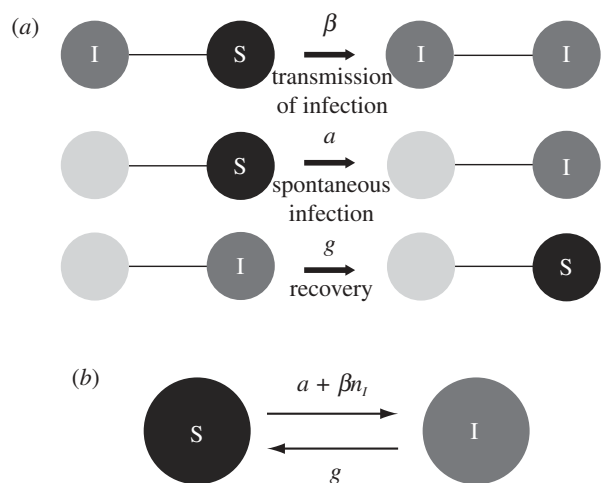 (a)
I S β I I
transmission
of infection
S a I
spontaneous
infection
I g S
recovery
(b)
S a + βn_I I
g